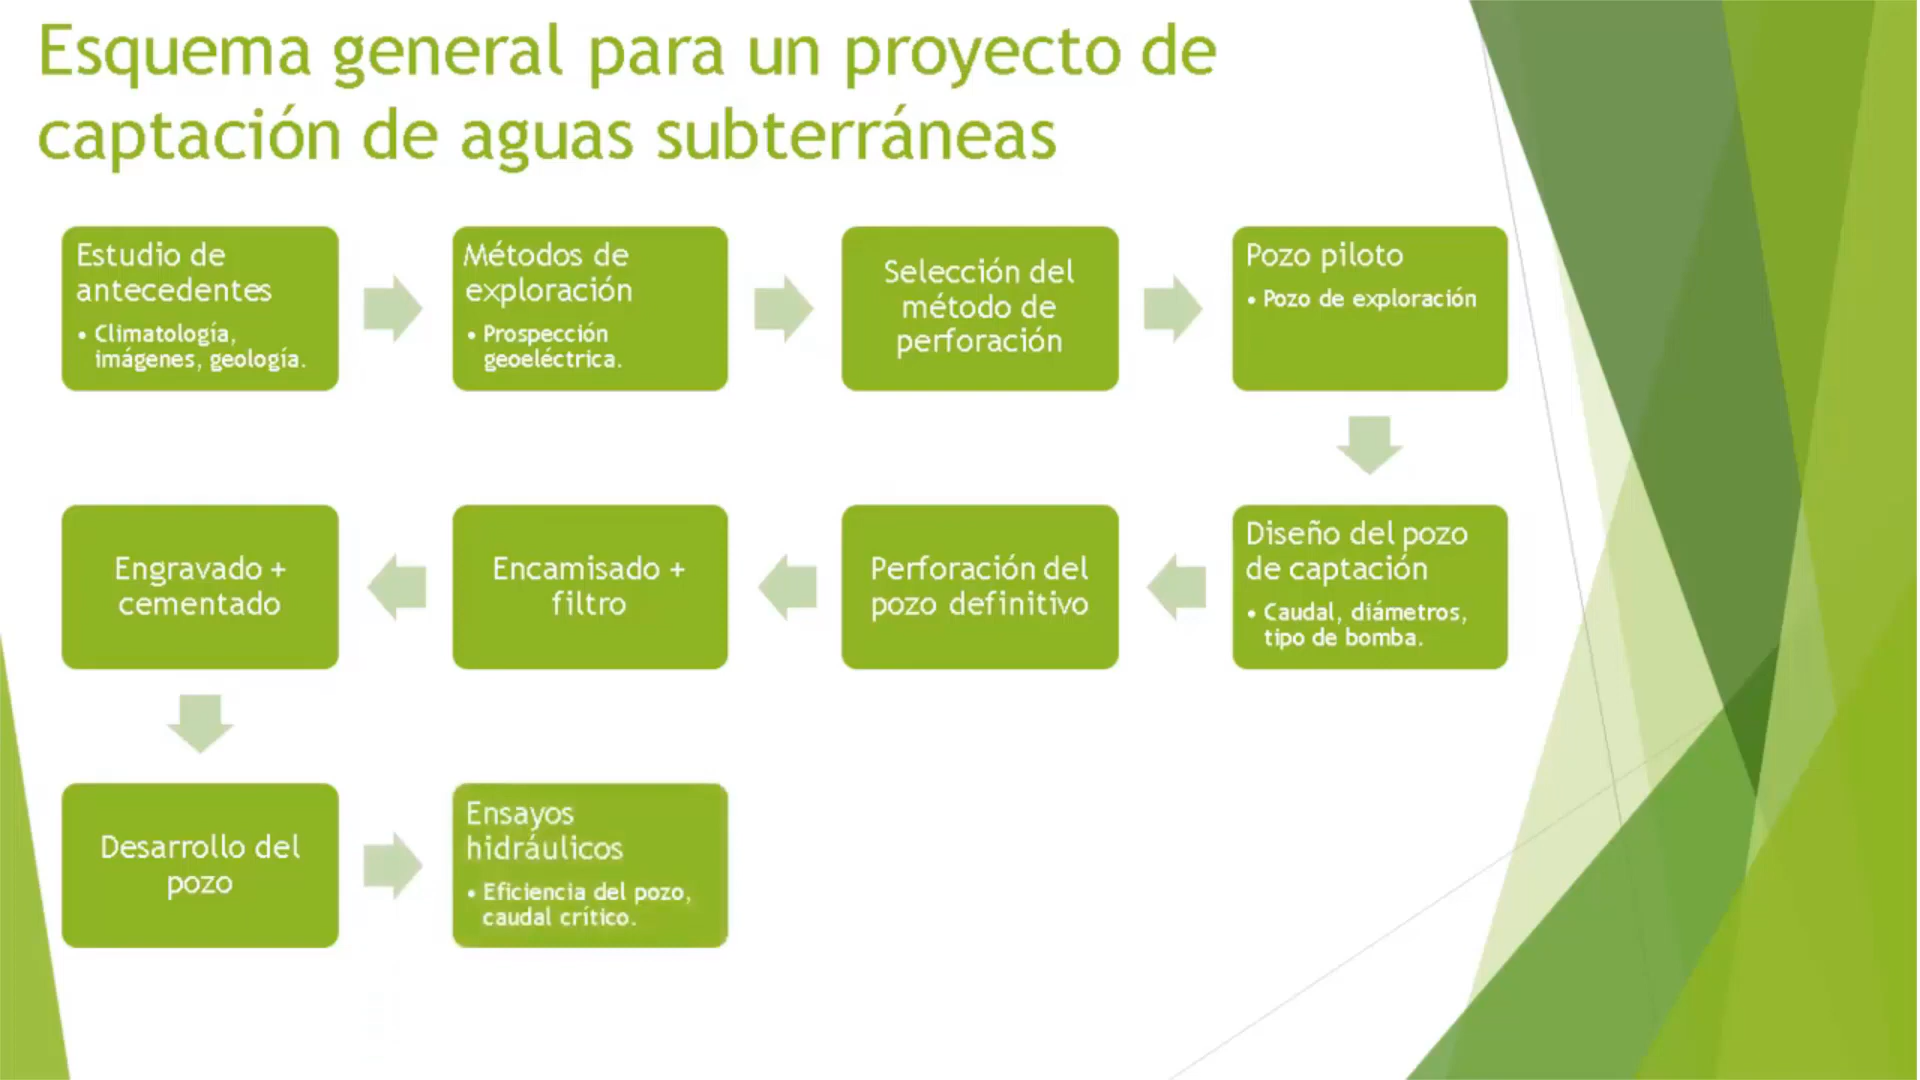 Esquema general para un proyecto de
captación de aguas subterráneas
Estudio de
antecedentes
• Climatología,
imágenes, geología.
Métodos de
exploración
• Prospección
geoeléctrica.
Selección del
método de
perforación
Pozo piloto
• Pozo de exploración
Diseño del pozo
de captación
• Caudal, diámetros,
tipo de bomba.
Perforación del
pozo definitivo
Encamisado +
filtro
Engravado +
cementado
Desarrollo del
pozo
Ensayos
hidráulicos
• Eficiencia del pozo,
caudal crítico.